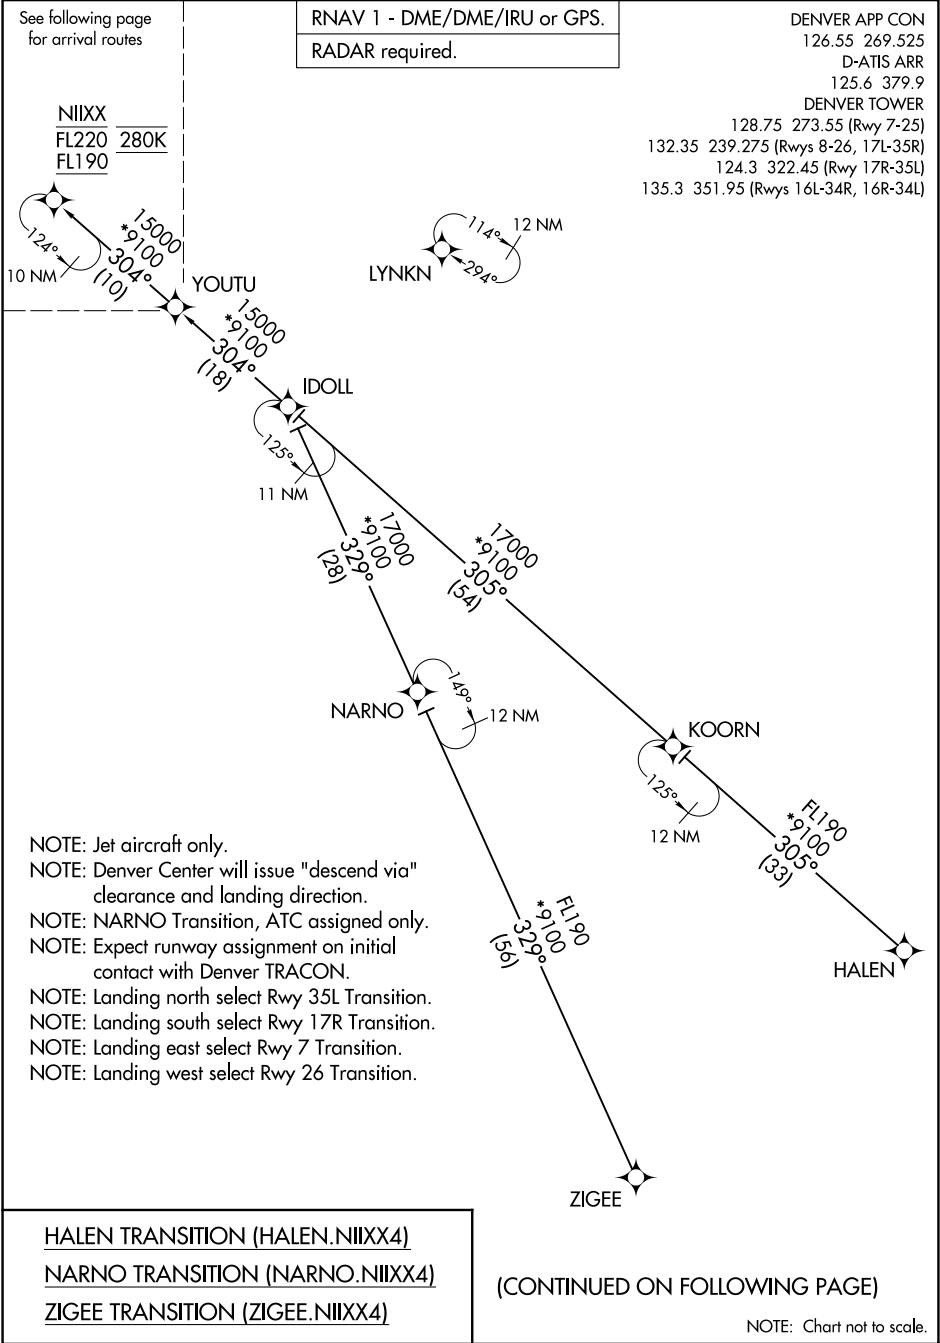 See following page
for arrival routes
RNAV 1 - DME/DME/IRU or GPS.
RADAR required.
DENVER APP CON
126.55 269.525
D-ATIS ARR
125.6 379.9
DENVER TOWER
128.75 273.55 (Rwy 7-25)
132.35 239.275 (Rwys 8-26, 17L-35R)
124.3 322.45 (Rwy 17R-35L)
135.3 351.95 (Rwys 16L-34R, 16R-34L)
NIIXX
FL220 280K
FL190
124°
10 NM
15000
*9100
304°
(10)
YOUTU
114°
12 NM
294°
LYNKN
15000
*9100
304°
(18)
IDOLL
125°
11 NM
17000
*9100
329°
(28)
17000
*9100
305°
(54)
NARNO
149°
12 NM
KOORN
125°
12 NM
FL190
*9100
305°
(33)
HALEN
FL190
*9100
329°
(56)
ZIGEE
NOTE: Jet aircraft only.
NOTE: Denver Center will issue "descend via"
clearance and landing direction.
NOTE: NARNO Transition, ATC assigned only.
NOTE: Expect runway assignment on initial
contact with Denver TRACON.
NOTE: Landing north select Rwy 35L Transition.
NOTE: Landing south select Rwy 17R Transition.
NOTE: Landing east select Rwy 7 Transition.
NOTE: Landing west select Rwy 26 Transition.
HALEN TRANSITION (HALEN.NIIXX4)
NARNO TRANSITION (NARNO.NIIXX4)
ZIGEE TRANSITION (ZIGEE.NIIXX4)
(CONTINUED ON FOLLOWING PAGE)
NOTE: Chart not to scale.